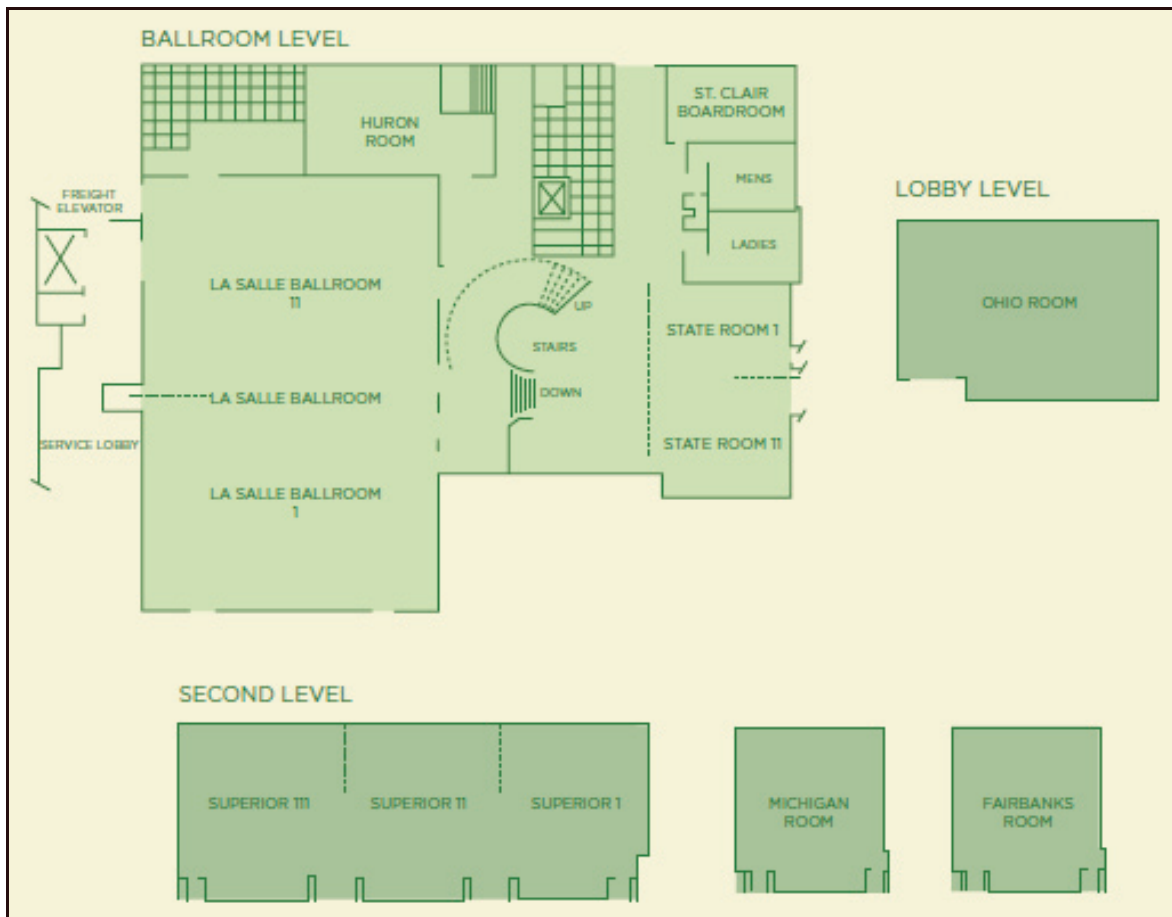 BALLROOM LEVEL
HURON
ROOM
ST. CLAIR
BOARDROOM
MENS
LADIES
FREIGHT
ELEVATOR
LA SALLE BALLROOM
11
UP
STAIRS
DOWN
STATE ROOM 1
LA SALLE BALLROOM
SERVICE LOBBY
STATE ROOM 11
LA SALLE BALLROOM
1
LOBBY LEVEL
OHIO ROOM
SECOND LEVEL
SUPERIOR 111
SUPERIOR 11
SUPERIOR 1
MICHIGAN
ROOM
FAIRBANKS
ROOM